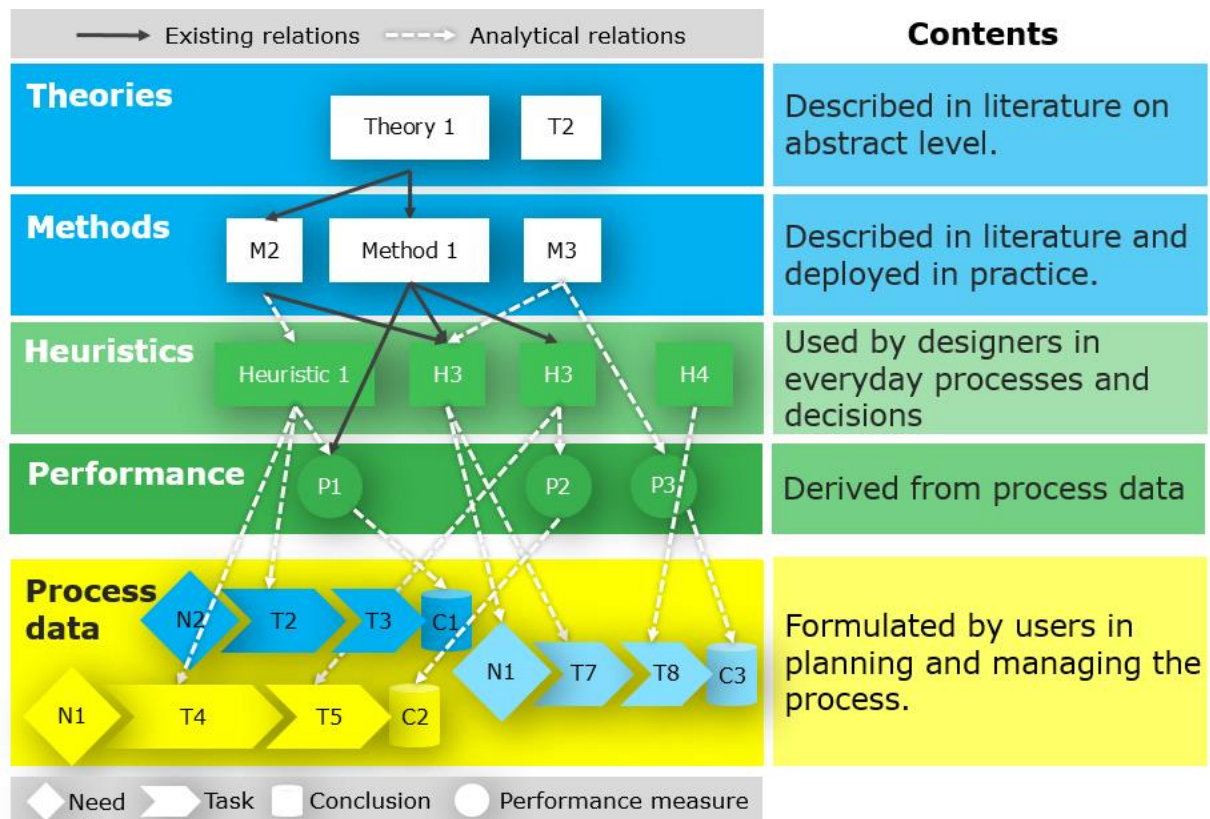 Existing relations
Analytical relations
Contents
Theories
Theory 1
T2
Described in literature on
abstract level.
Methods
M2
Method 1
M3
Described in literature and
deployed in practice.
Heuristics
Heuristic 1
H3
H3
H4
Used by designers in
everyday processes and
decisions
Performance
P1
P2
P3
Derived from process data
Process
data
N2
T2
T3
C1
N1
T7
T8
C3
N1
T4
T5
C2
Formulated by users in
planning and managing the
process.
Need
Task
Conclusion
Performance measure